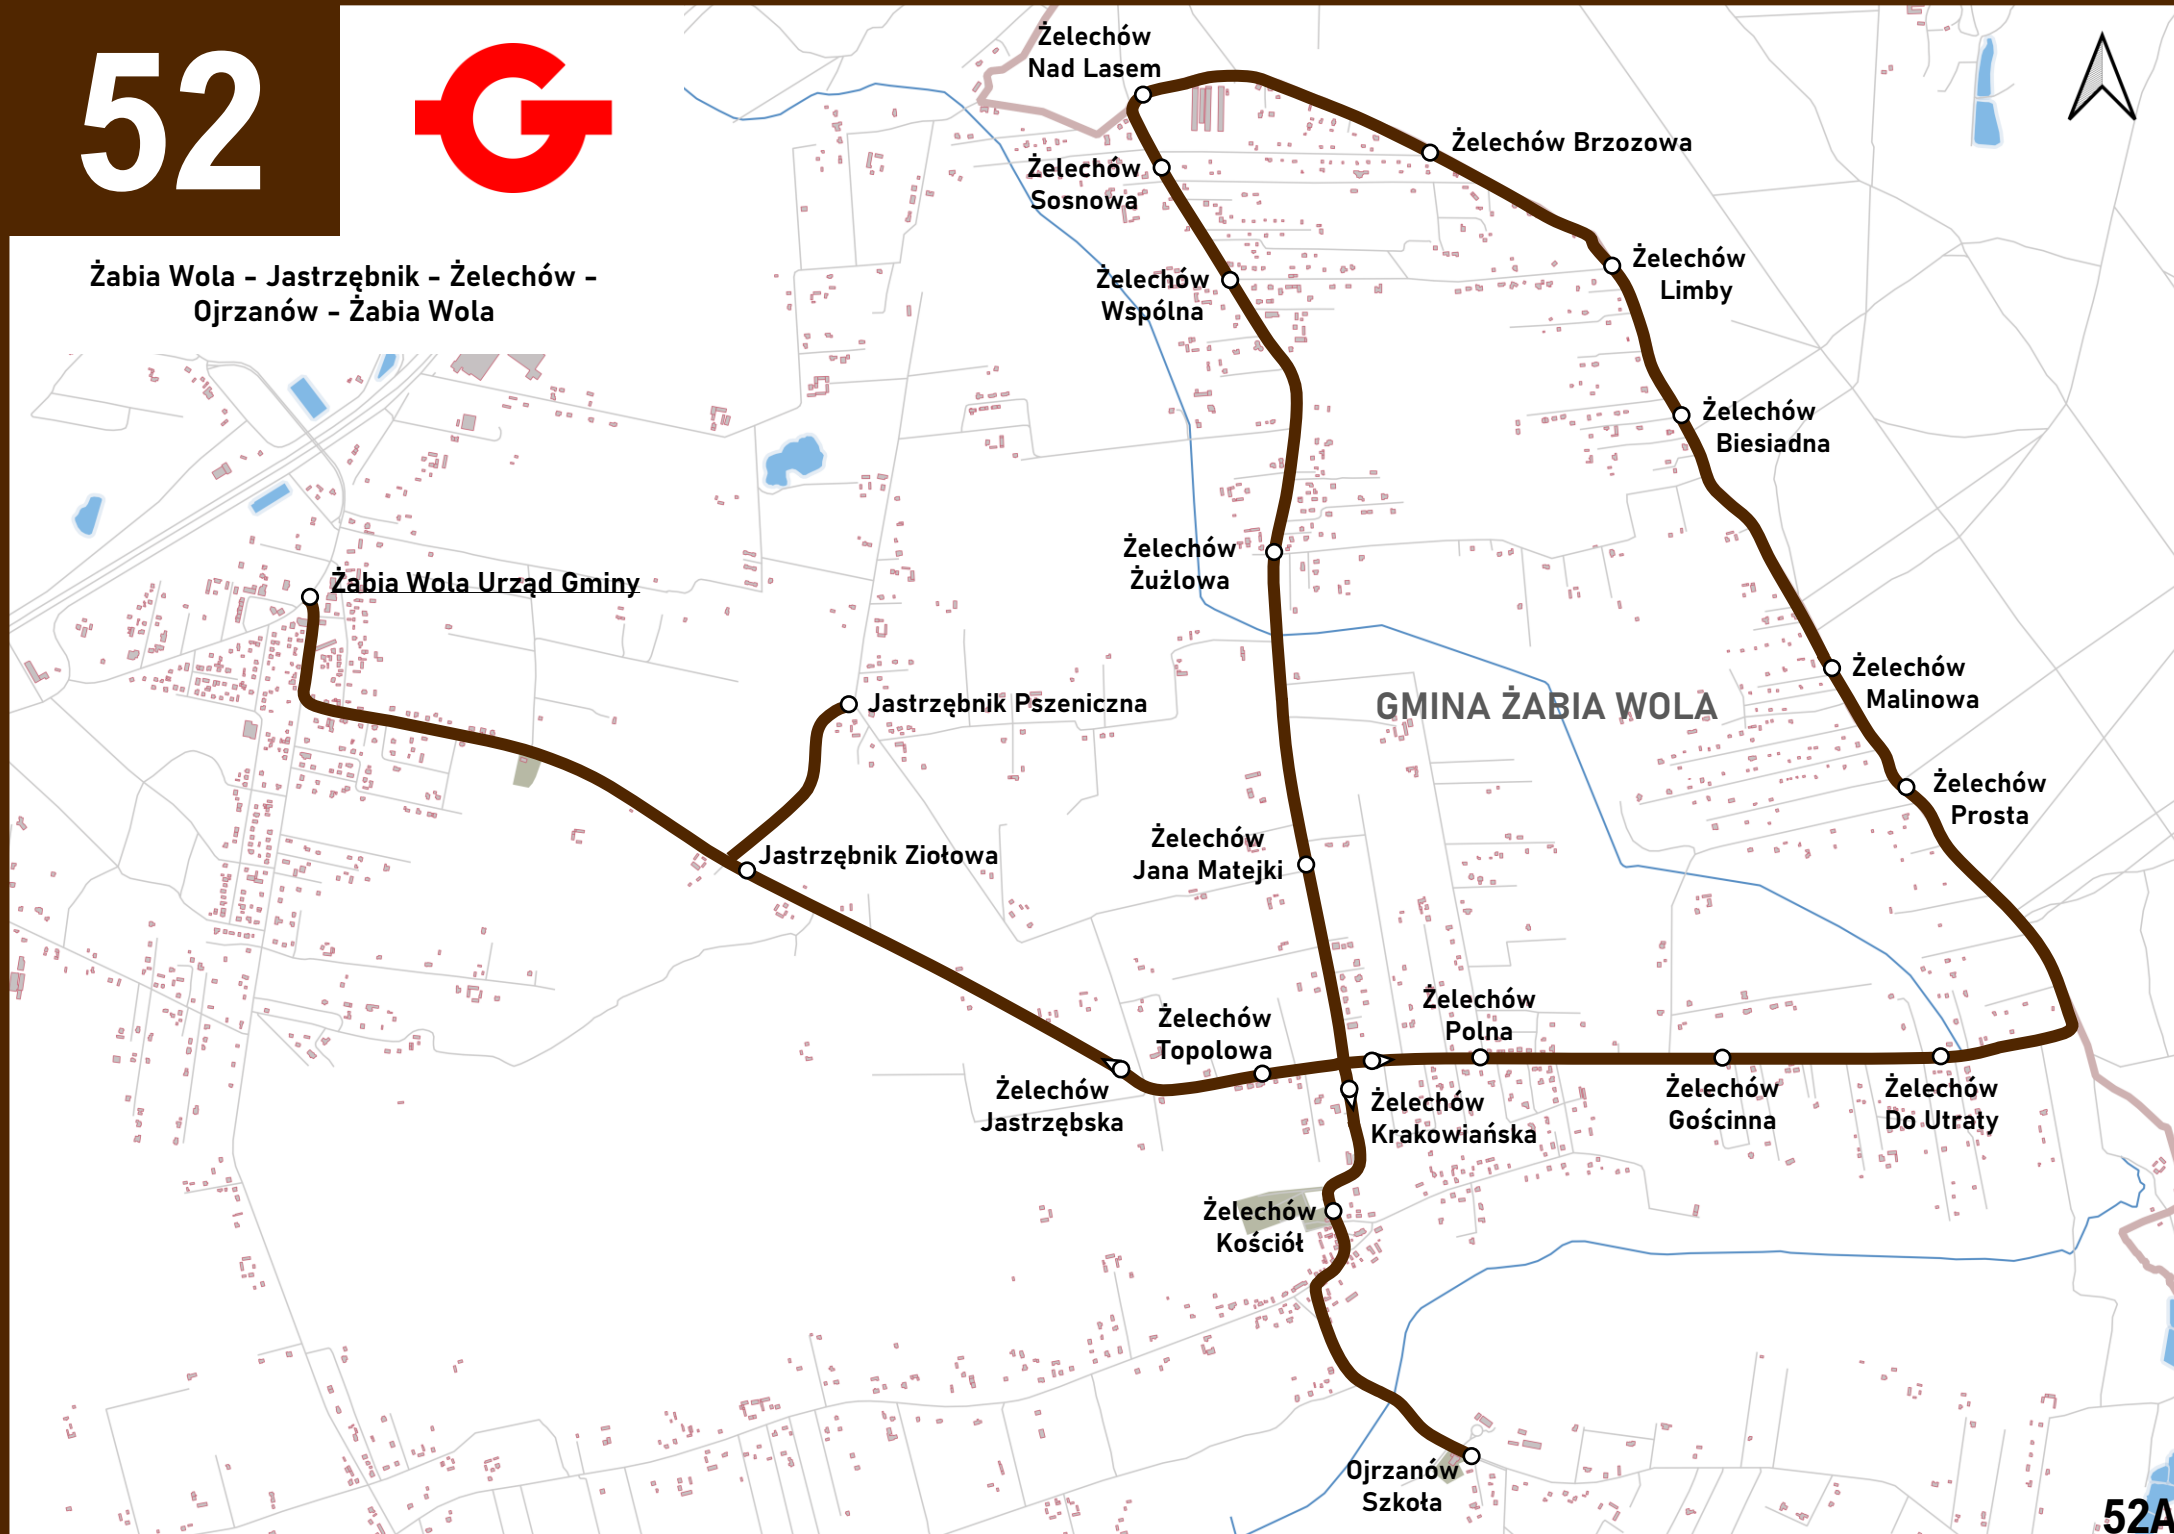 52
G
Żabia Wola - Jastrzębnik - Żelechów -
Ojrzanów - Żabia Wola
Żelechów
Nad Lasem
Żelechów Brzozowa
Żelechów
Sosnowa
Żelechów
Limby
Żelechów
Wspólna
Żelechów
Biesiadna
Żelechów
Żużlowa
Żabia Wola Urząd Gminy
Jastrzębnik Pszeniczna
GMINA ŻABIA WOLA
Żelechów
Malinowa
Żelechów
Prosta
Jastrzębnik Ziołowa
Żelechów
Jana Matejki
Żelechów
Polna
Żelechów
Topolowa
Żelechów
Jastrzębska
Żelechów
Krakowiańska
Żelechów
Gościnna
Żelechów
Do Utraty
Żelechów
Kościół
Ojrzanów
Szkoła
52A